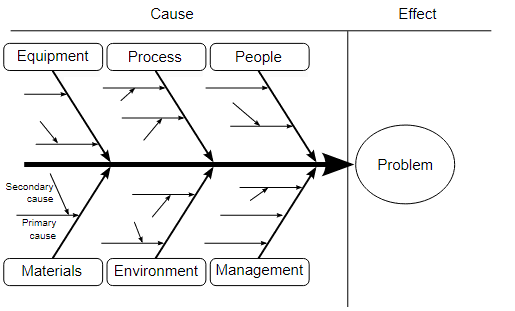 Cause
Effect
Equipment
Process
People
Problem
Secondary
cause
Primary
cause
Materials
Environment
Management